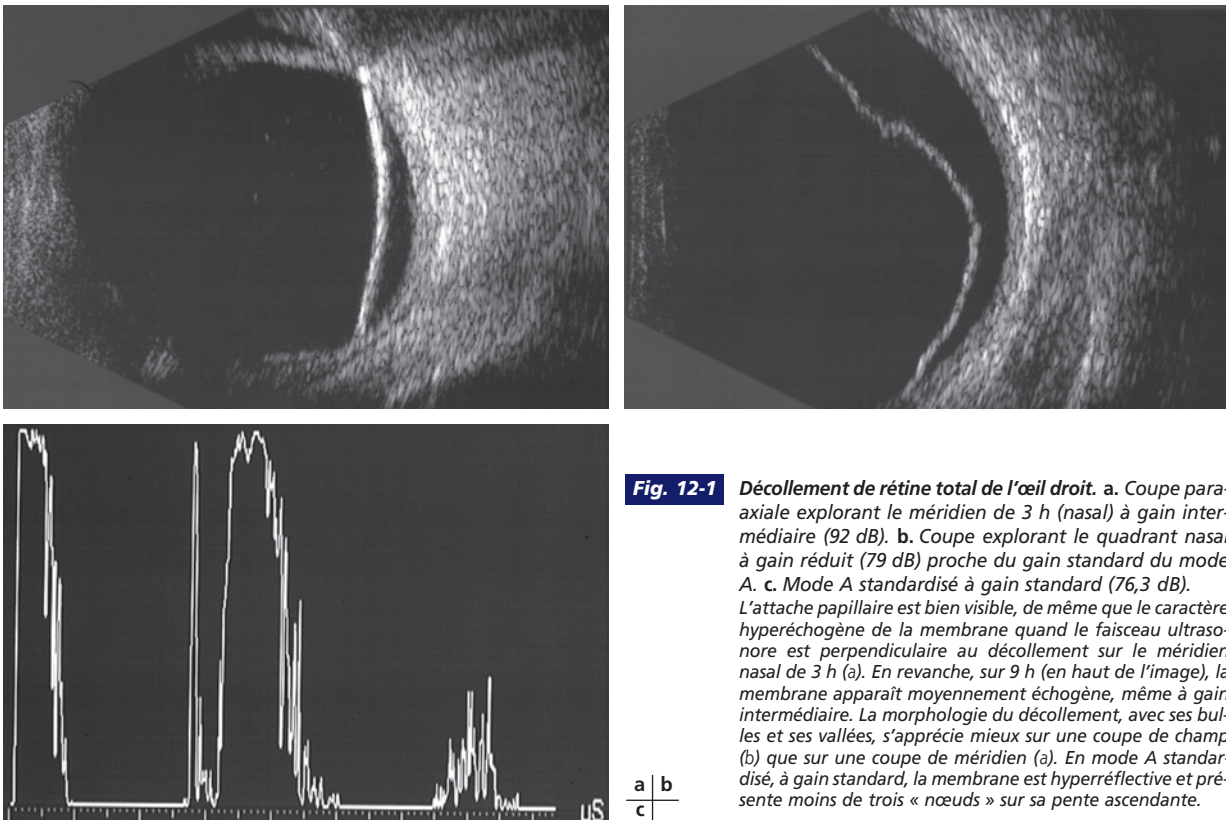 µS
Fig. 12-1
Décollement de rétine total de l'œil droit. a. Coupe para-
axiale explorant le méridien de 3 h (nasal) à gain inter-
médiaire (92 dB). b. Coupe explorant le quadrant nasal
à gain réduit (79 dB) proche du gain standard du mode
A. c. Mode A standardisé à gain standard (76,3 dB).
L'attache papillaire est bien visible, de même que le caractère
hyperéchogène de la membrane quand le faisceau ultraso-
nore est perpendiculaire au décollement sur le méridien
nasal de 3 h (a). En revanche, sur 9 h (en haut de l'image), la
membrane apparaît moyennement échogène, même à gain
intermédiaire. La morphologie du décollement, avec ses bul-
les et ses vallées, s'apprécie mieux sur une coupe de champ
(b) que sur une coupe de méridien (a). En mode A standar-
disé, à gain standard, la membrane est hyperréflective et pré-
sente moins de trois « nœuds » sur sa pente ascendante.
a b
c